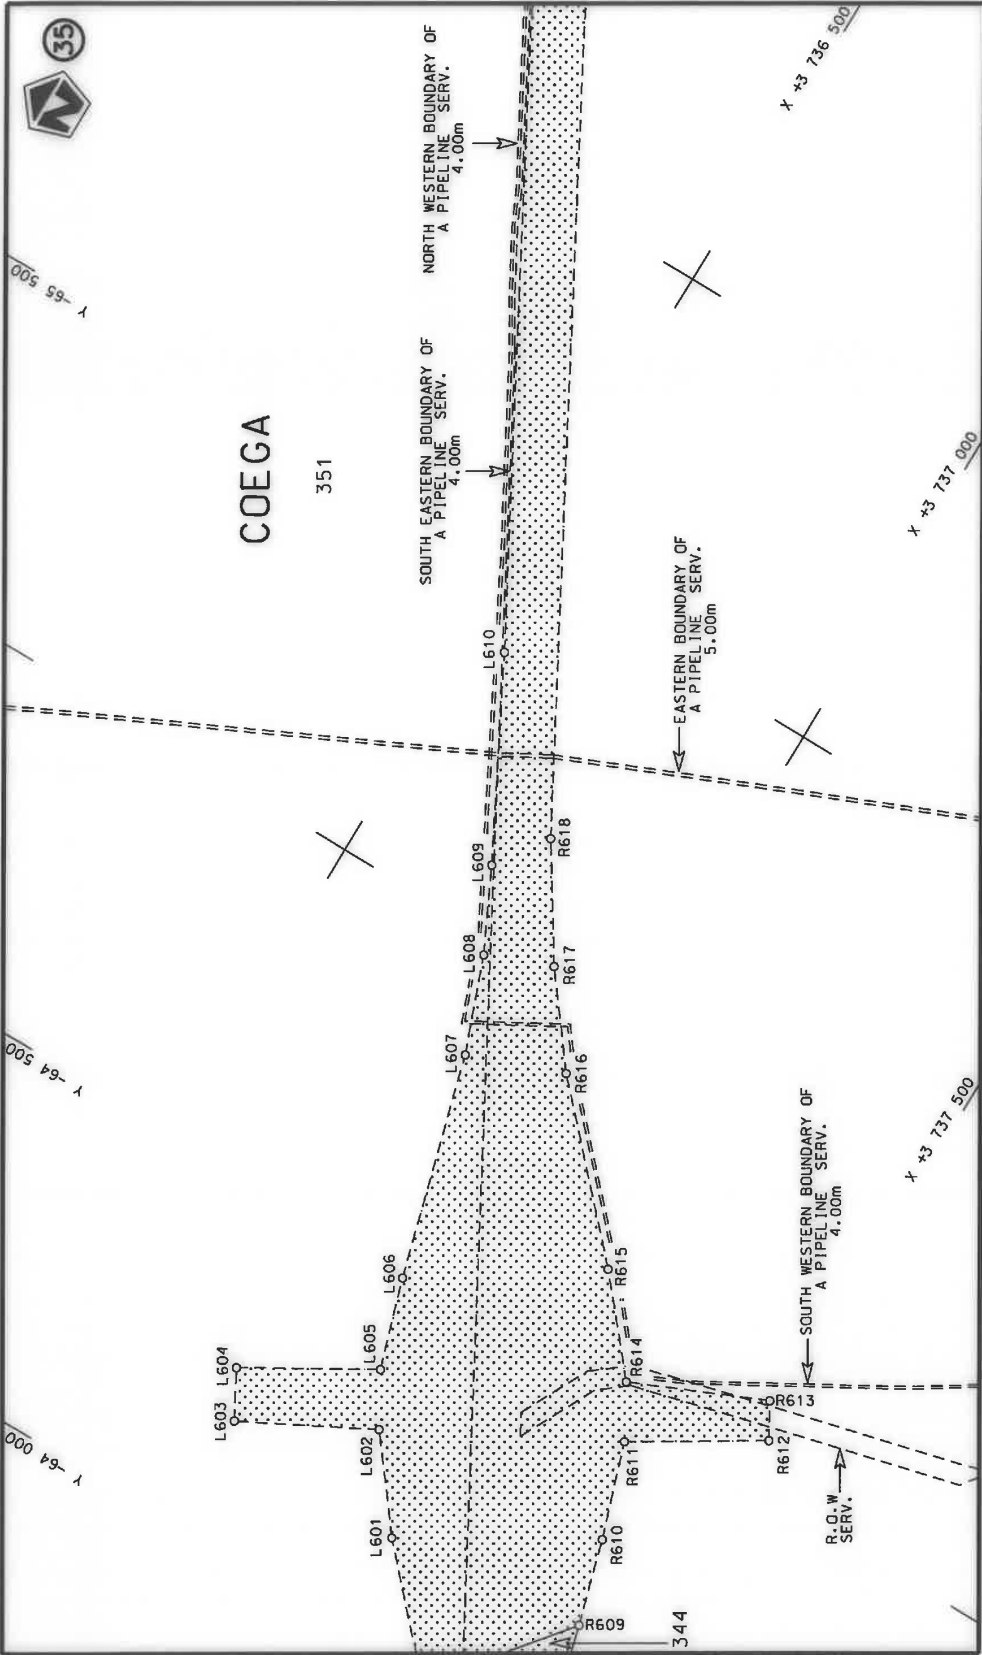 35
N
NORTH WESTERN BOUNDARY OF
A PIPELINE SERV.
4.00m
X +3 736 500
Y -65 500
SOUTH EASTERN BOUNDARY OF
A PIPELINE SERV.
4.00m
COEGA
351
X +3 737 000
EASTERN BOUNDARY OF
A PIPELINE SERV.
5.00m
L610
L609
L608
L607
R618
R617
R616
Y -64 500
L606
L605
L604
L603
L602
L601
R615
R614
R613
R612
R611
R610
R609
SOUTH WESTERN BOUNDARY OF
A PIPELINE SERV.
4.00m
X +3 737 500
Y -64 000
R.O.W
SERV.
344